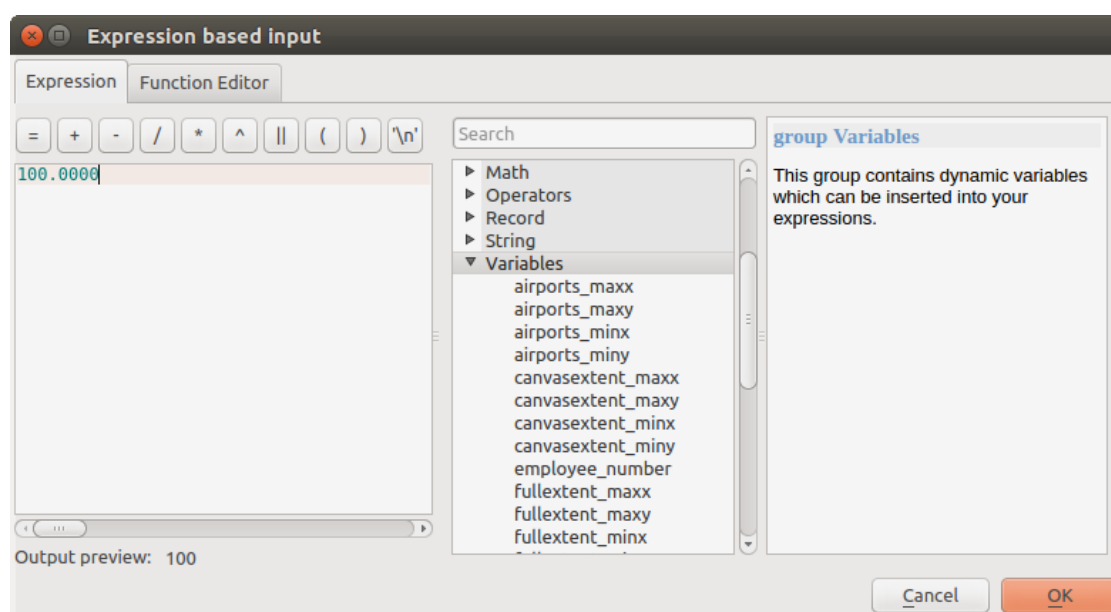 Expression based input
Expression
Function Editor
= + - / * ^ || ( ) '\n'
100.0000
Output preview: 100
Search
Math
Operators
Record
String
Variables
airports_maxx
airports_maxy
airports_minx
airports_miny
canvasextent_maxx
canvasextent_maxy
canvasextent_minx
canvasextent_miny
employee_number
fullextent_maxx
fullextent_maxy
fullextent_minx
group Variables
This group contains dynamic variables
which can be inserted into your
expressions.
Cancel
OK